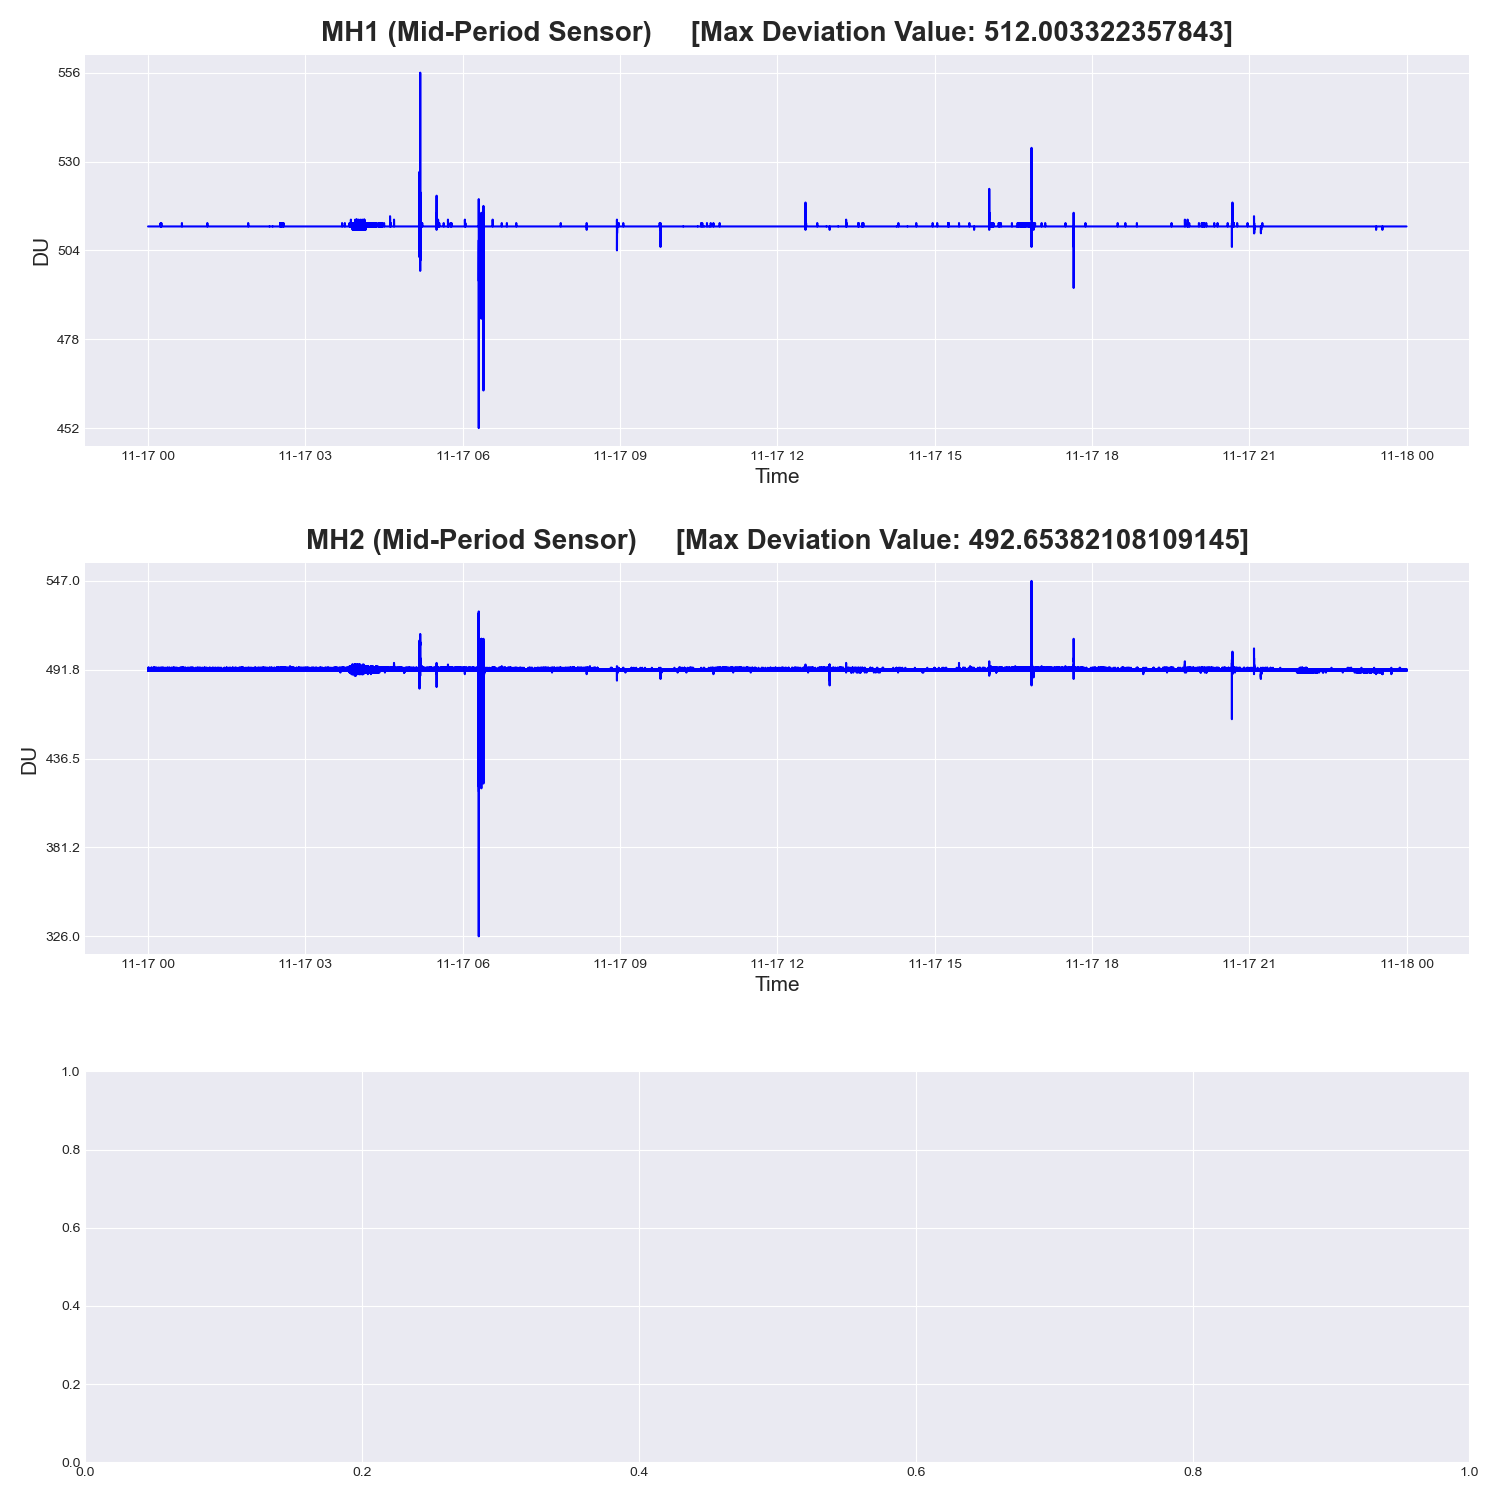 MH1 (Mid-Period Sensor) [Max Deviation Value: 512.003322357843]
556
530
504
478
452
DU
11-17 00 11-17 03 11-17 06 11-17 09 11-17 12 11-17 15 11-17 18 11-17 21 11-18 00
Time
MH2 (Mid-Period Sensor) [Max Deviation Value: 492.65382108109145]
547.0
491.8
436.5
381.2
326.0
DU
11-17 00 11-17 03 11-17 06 11-17 09 11-17 12 11-17 15 11-17 18 11-17 21 11-18 00
Time
1.0
0.8
0.6
0.4
0.2
0.0
0.0 0.2 0.4 0.6 0.8 1.0